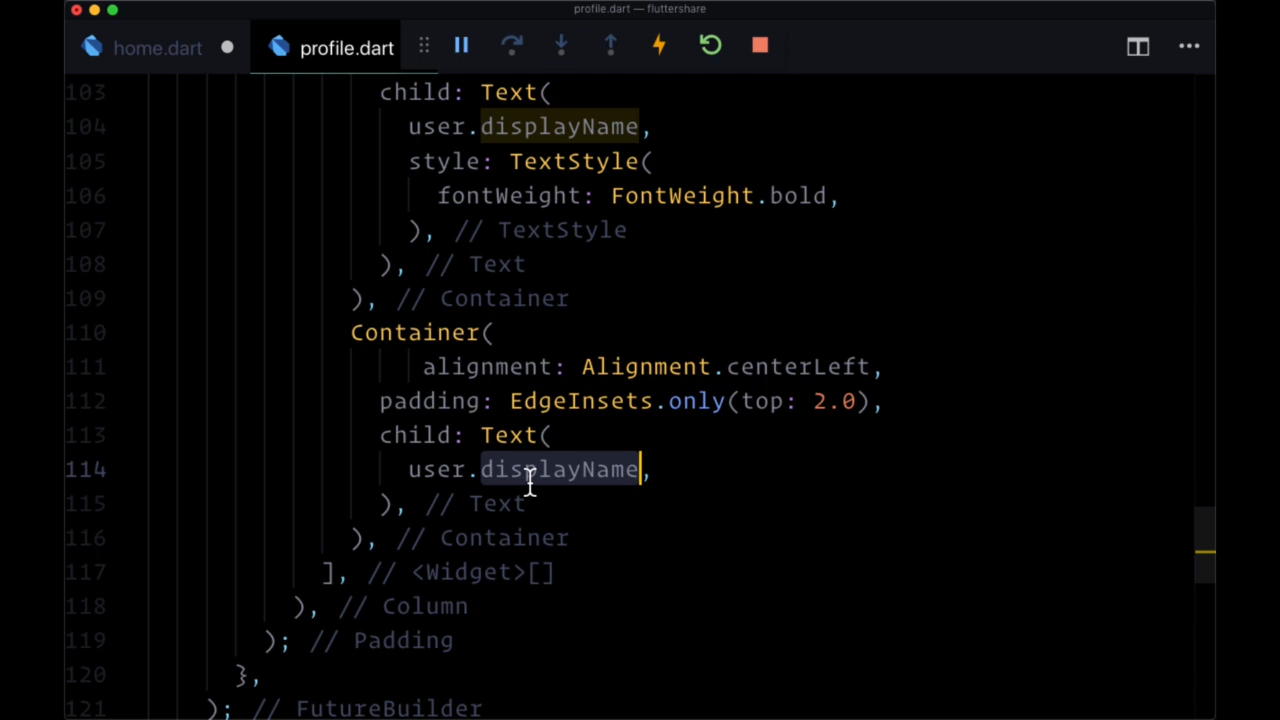 profile.dart — fluttershare
home.dart profile.dart
103 child: Text(
104 user.displayName,
105 style: TextStyle(
106 fontWeight: FontWeight.bold,
107 ), // TextStyle
108 ), // Text
109 ), // Container
110 Container(
111 alignment: Alignment.centerLeft,
112 padding: EdgeInsets.only(top: 2.0),
113 child: Text(
114 user.displayName,
115 ), // Text
116 ), // Container
117 ], // <Widget>[]
118 ), // Column
119 ); // Padding
120 },
121 ); // FutureBuilder